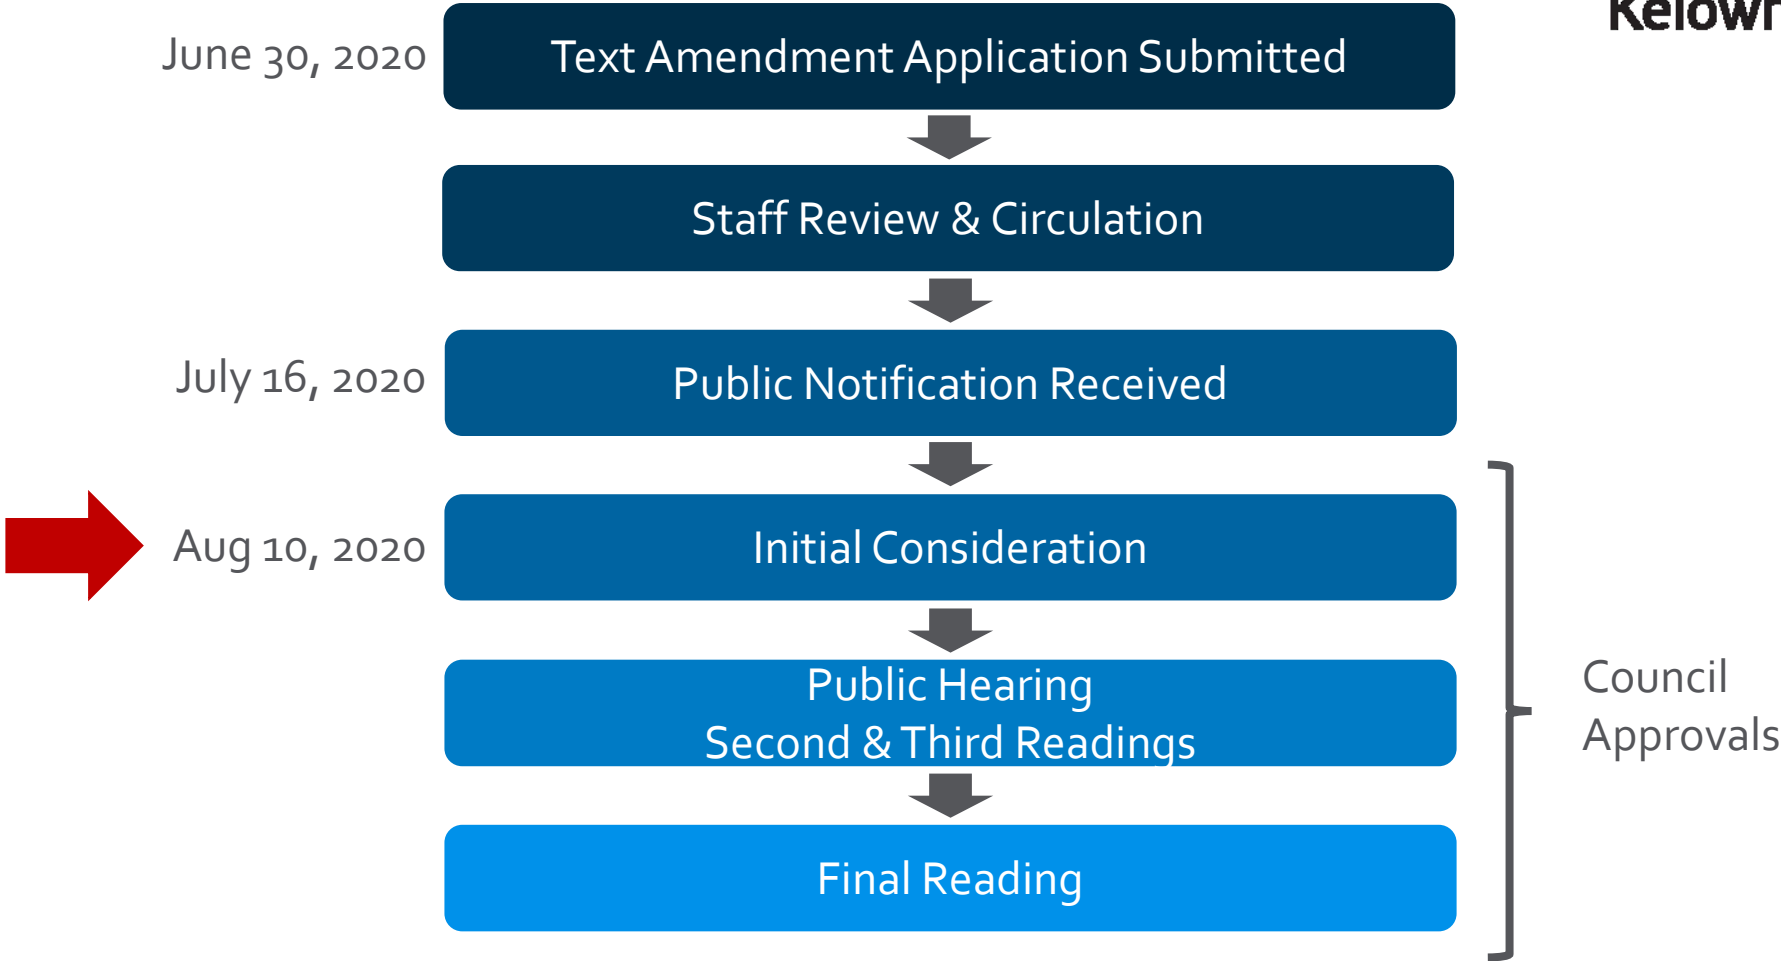 Kelown
June 30, 2020
Text Amendment Application Submitted
Staff Review & Circulation
July 16, 2020
Public Notification Received
Aug 10, 2020
Initial Consideration
Public Hearing
Second & Third Readings
Council
Approvals
Final Reading